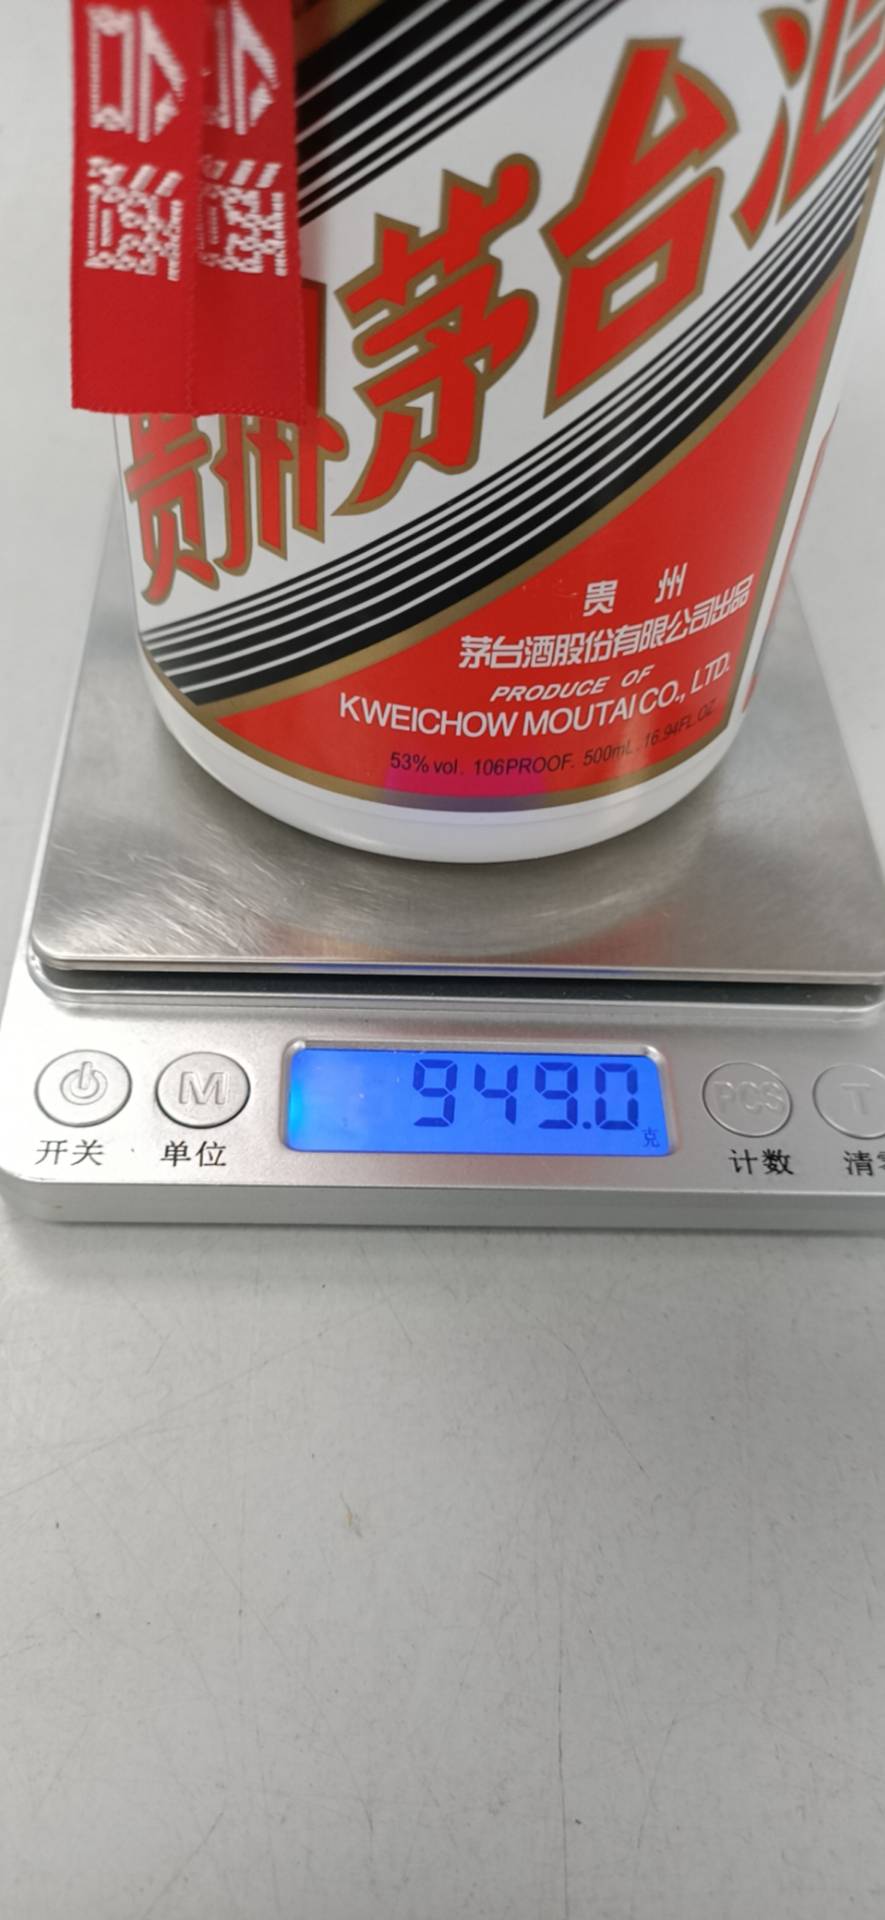 贵州茅台酒
贵 州
茅台酒股份有限公司出品
PRODUCE OF
KWEICHOW MOUTAI CO., LTD.
53% vol. 106PROOF. 500mL. 16.94FL.OZ
949.0
克
M
PCS
T
开关
单位
计数
清